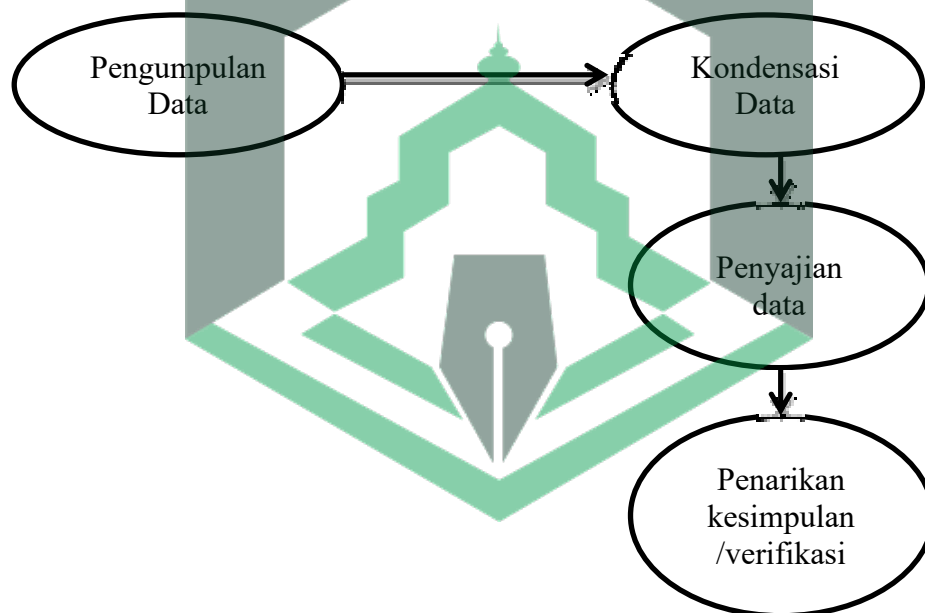 Pengumpulan
Data
Kondensasi
Data
Penyajian
data
Penarikan
kesimpulan
/verifikasi